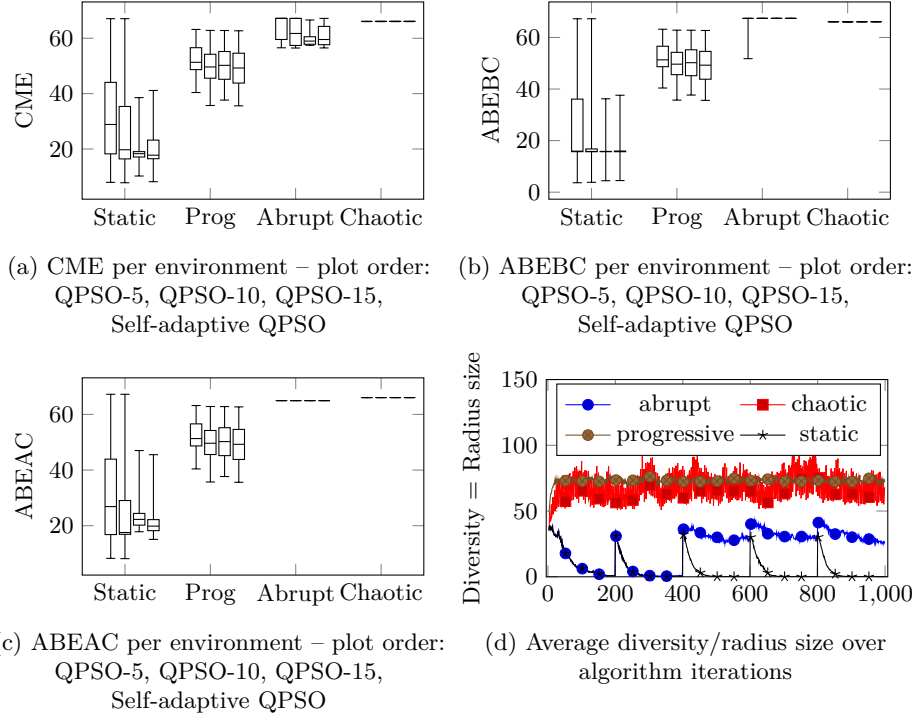 60
40
20
CME
Static Prog Abrupt Chaotic
(a) CME per environment – plot order:
QPSO-5, QPSO-10, QPSO-15,
Self-adaptive QPSO
60
40
20
0
ABEBC
Static Prog Abrupt Chaotic
(b) ABEBC per environment – plot order:
QPSO-5, QPSO-10, QPSO-15,
Self-adaptive QPSO
60
40
20
ABEAC
Static Prog Abrupt Chaotic
c) ABEAC per environment – plot order:
QPSO-5, QPSO-10, QPSO-15,
Self-adaptive QPSO
150
100
50
0
Diversity = Radius size
abrupt chaotic
progressive static
0 200 400 600 800 1,000
(d) Average diversity/radius size over
algorithm iterations